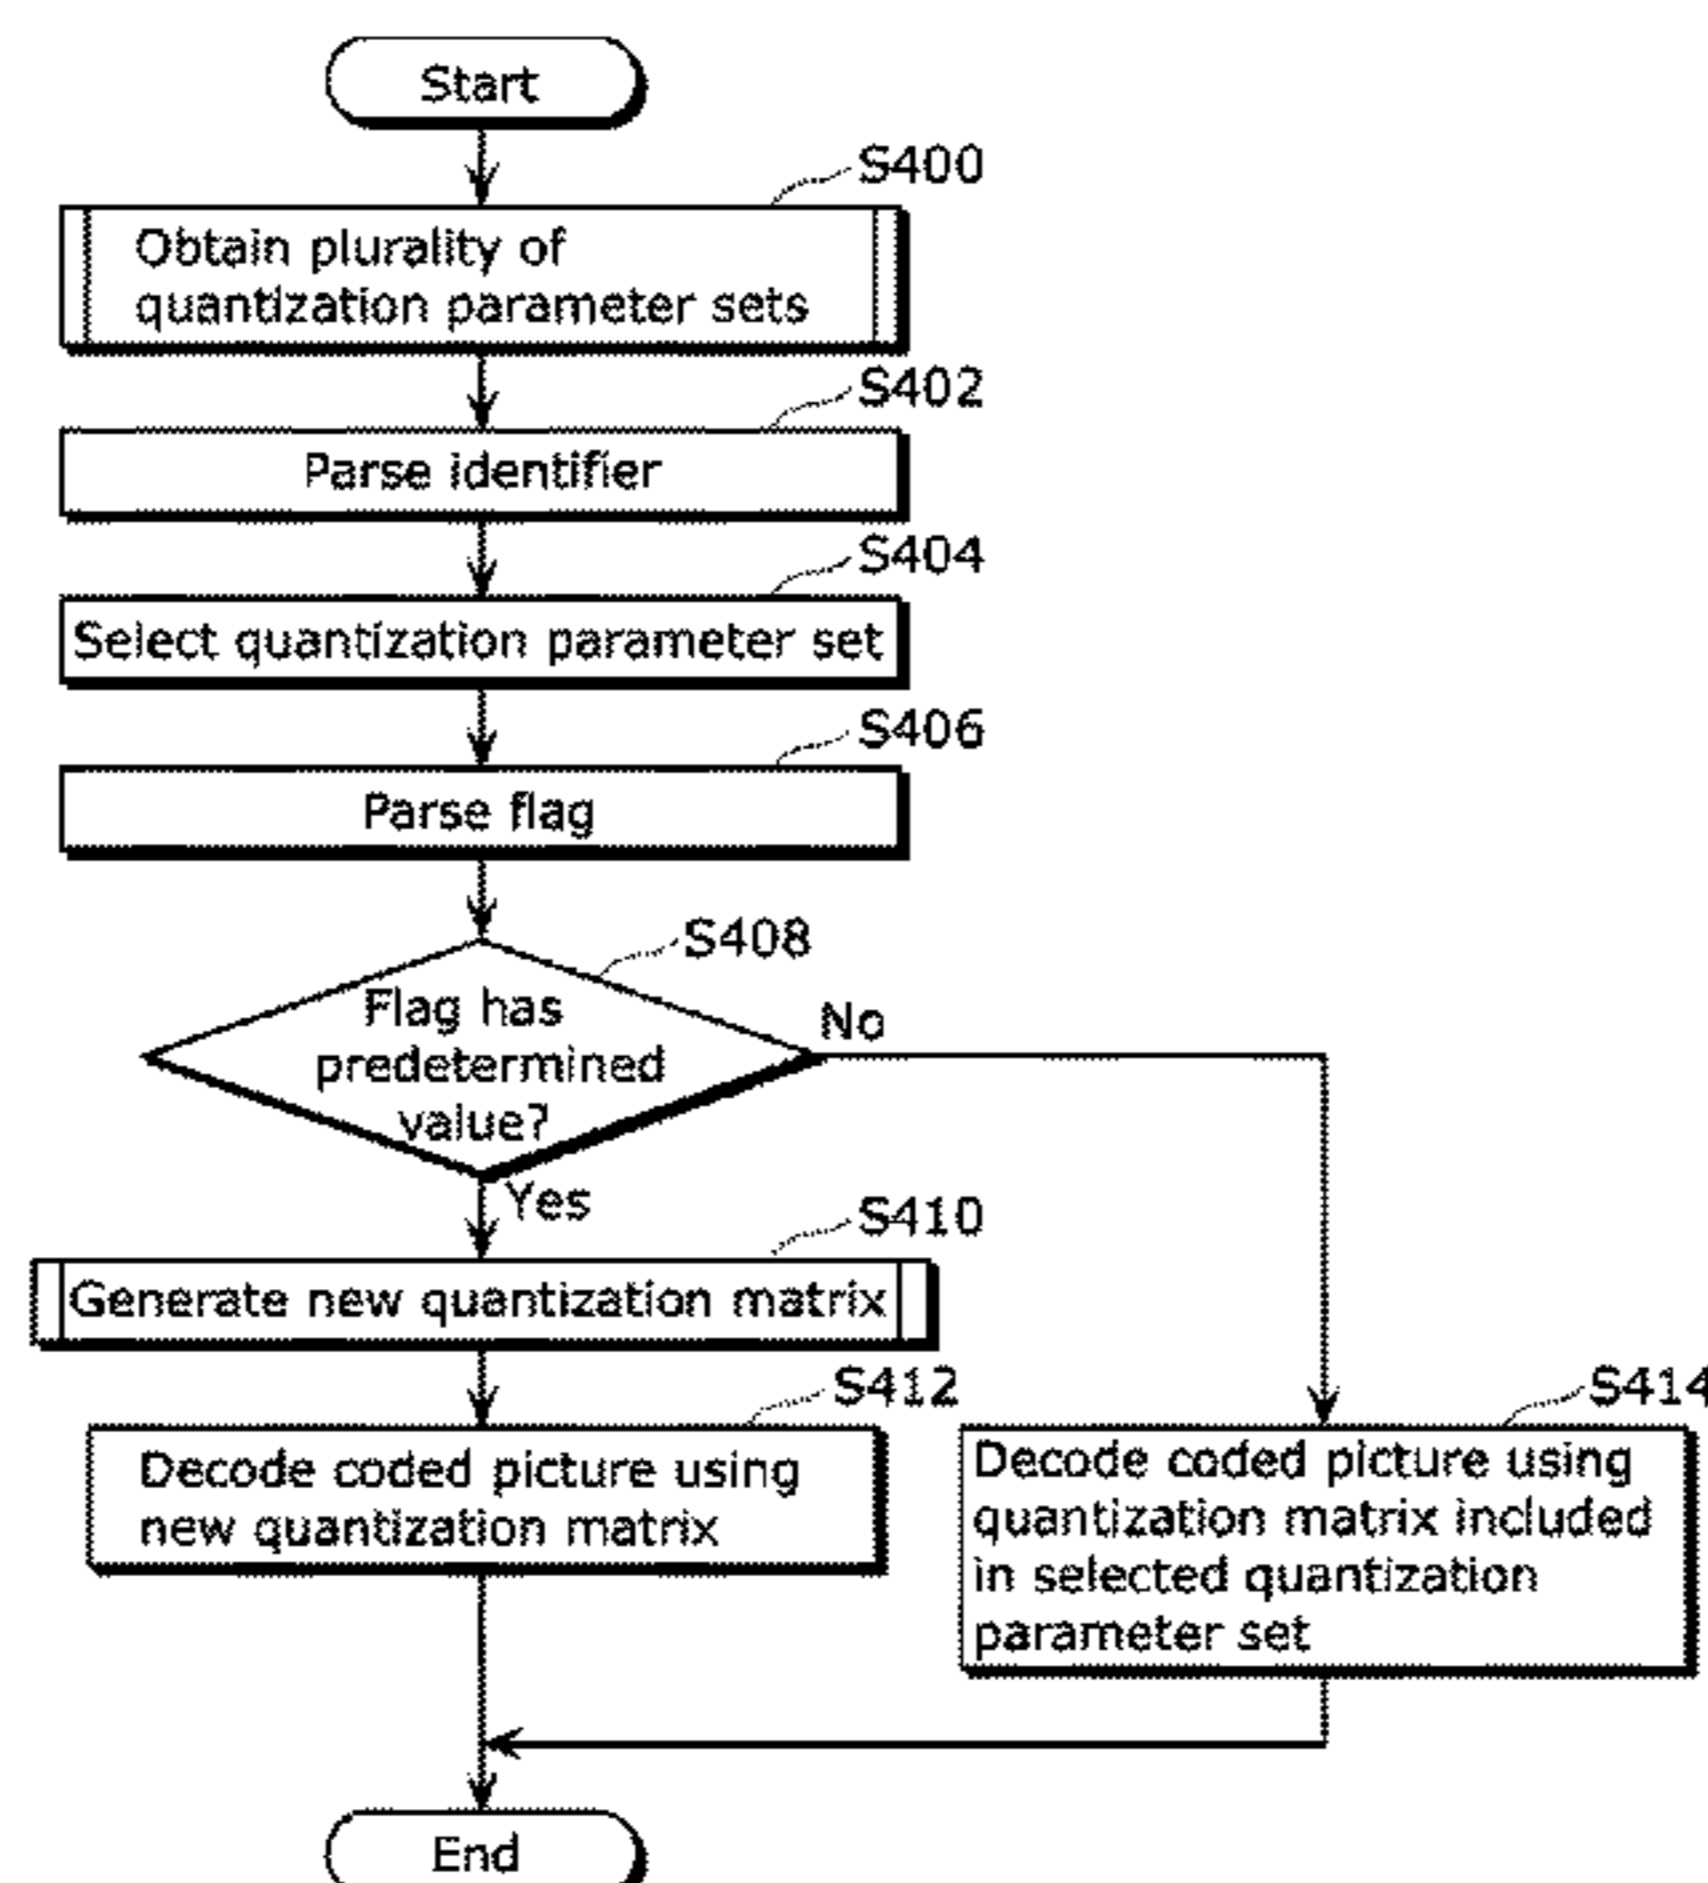 Start
S400
Obtain plurality of
quantization parameter sets
S402
Parse identifier
S404
Select quantization parameter set
S406
Parse flag
S408
Flag has
predetermined
value?
No
Yes
S410
Generate new quantization matrix
S412
Decode coded picture using
new quantization matrix
S414
Decode coded picture using
quantization matrix included
in selected quantization
parameter set
End